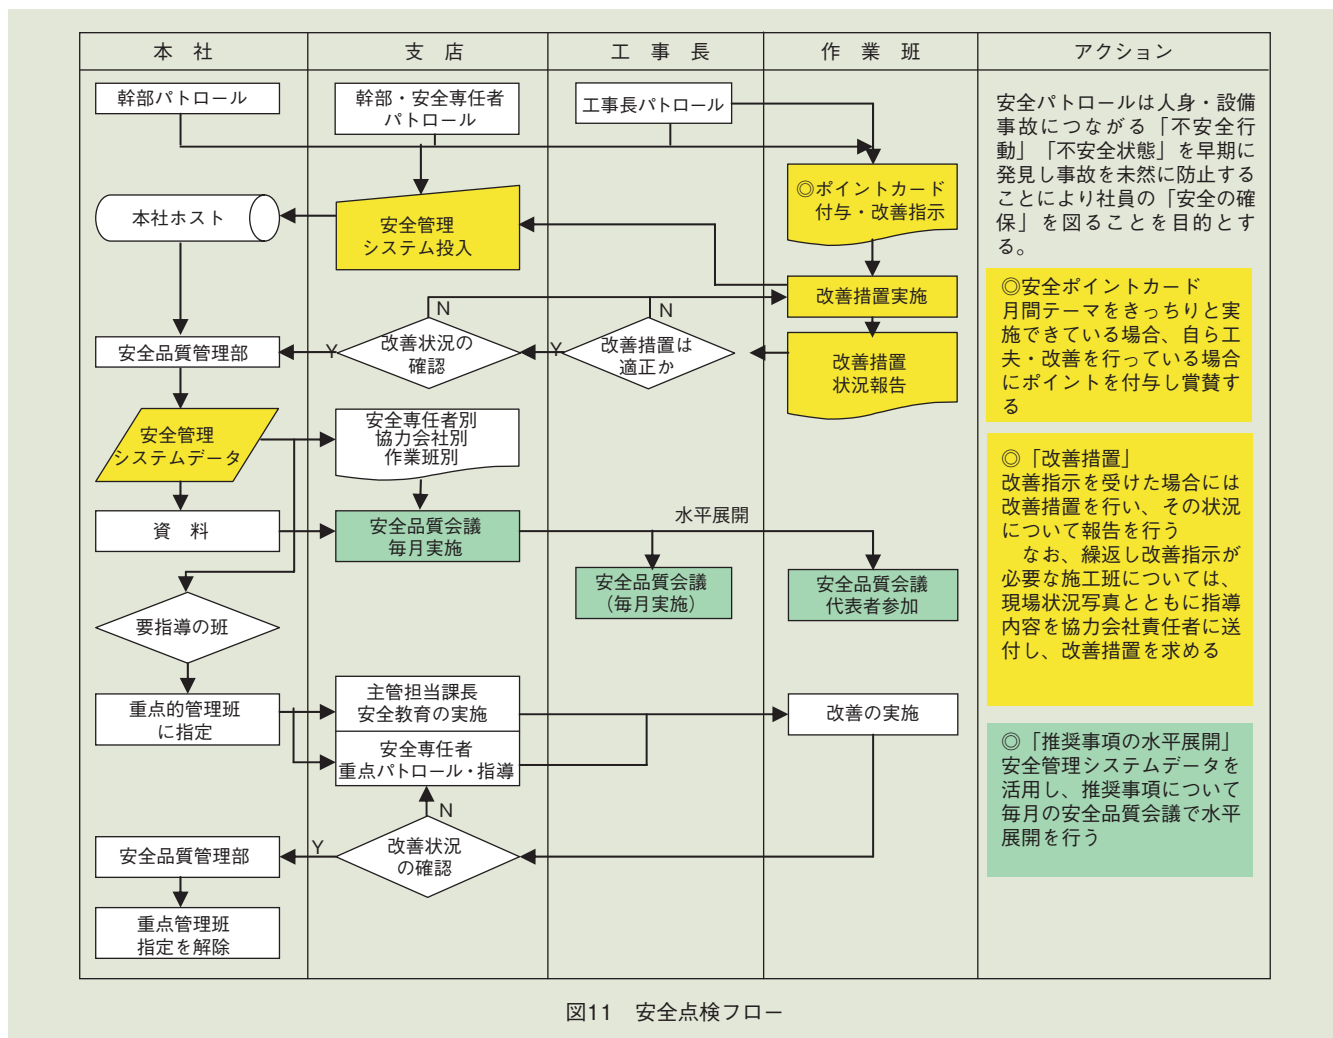 本 社
支 店
工 事 長
作 業 班
アクション
幹部パトロール
幹部・安全専任者
パトロール
工事長パトロール
◎ポイントカード
付与・改善指示
本社ホスト
安全管理
システム投入
改善措置実施
N
N
安全品質管理部
Y
改善状況の
確認
Y
改善措置は
適正か
改善措置
状況報告
安全管理
システムデータ
安全専任者別
協力会社別
作業班別
資 料
安全品質会議
毎月実施
水平展開
安全品質会議
(毎月実施)
安全品質会議
代表者参加
要指導の班
重点的管理班
に指定
主管担当課長
安全教育の実施
安全専任者
重点パトロール・指導
改善の実施
N
安全品質管理部
Y
改善状況
の確認
重点管理班
指定を解除
安全パトロールは人身・設備
事故につながる「不安全行
動」「不安全状態」を早期に
発見し事故を未然に防止する
ことにより社員の「安全の確
保」を図ることを目的とす
る。
◎安全ポイントカード
月間テーマをきっちりと実
施できている場合、自ら工
夫・改善を行っている場合
にポイントを付与し賞賛す
る
◎「改善措置」
改善指示を受けた場合には
改善措置を行い、その状況
について報告を行う
　なお、繰返し改善指示が
必要な施工班については、
現場状況写真とともに指導
内容を協力会社責任者に送
付し、改善措置を求める
◎「推奨事項の水平展開」
安全管理システムデータを
活用し、推奨事項について
毎月の安全品質会議で水平
展開を行う
図11　安全点検フロー